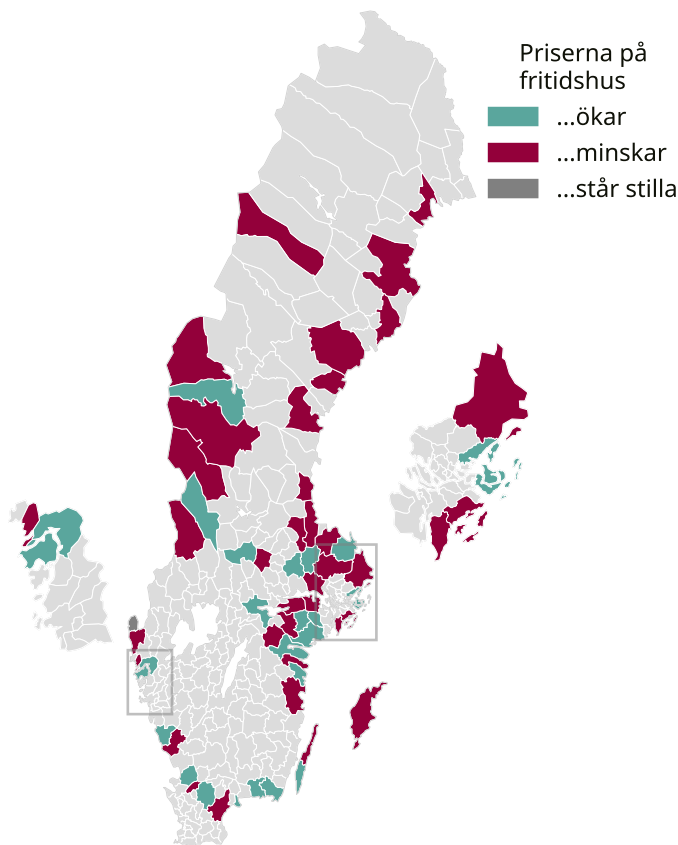 Priserna på
fritidshus
...ökar
...minskar
...står stilla